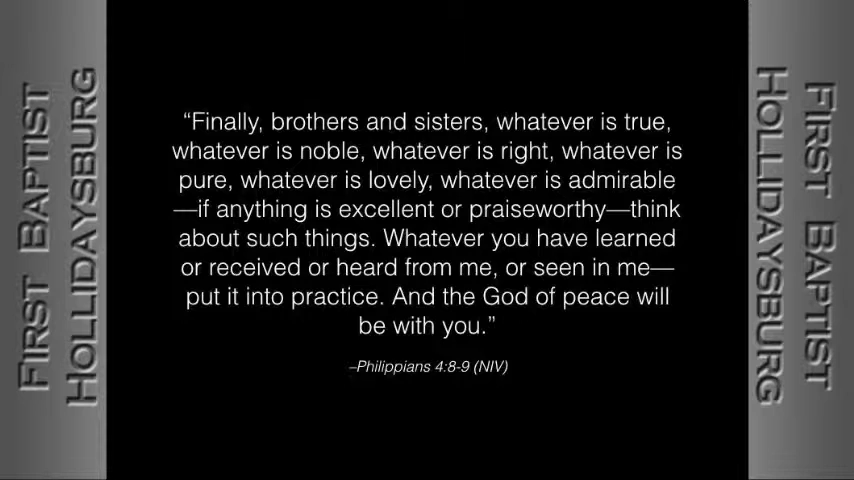 First Baptist
Hollidaysburg
“Finally, brothers and sisters, whatever is true,
whatever is noble, whatever is right, whatever is
pure, whatever is lovely, whatever is admirable
—if anything is excellent or praiseworthy—think
about such things. Whatever you have learned
or received or heard from me, or seen in me—
put it into practice. And the God of peace will
be with you.”
–Philippians 4:8-9 (NIV)
First Baptist
Hollidaysburg